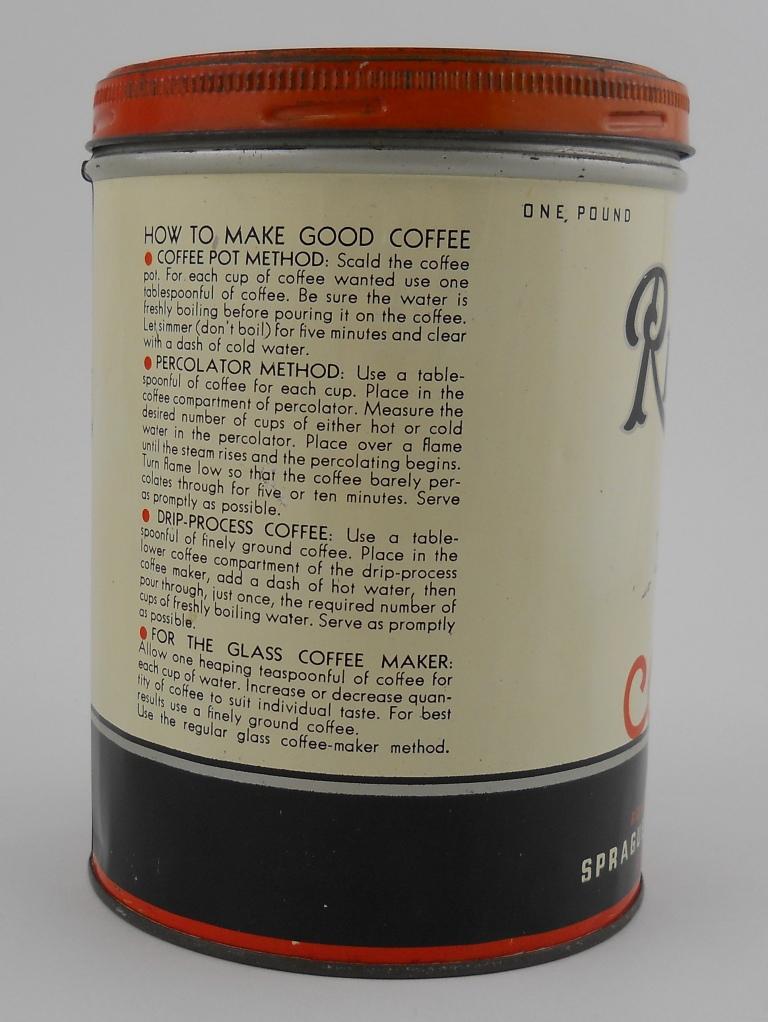 ONE POUND
HOW TO MAKE GOOD COFFEE
● COFFEE POT METHOD: Scald the coffee
pot. For each cup of coffee wanted use one
tablespoonful of coffee. Be sure the water is
freshly boiling before pouring it on the coffee.
Let simmer (don't boil) for five minutes and clear
with a dash of cold water.
● PERCOLATOR METHOD: Use a table-
spoonful of coffee for each cup. Place in the
coffee compartment of percolator. Measure the
desired number of cups of either hot or cold
water in the percolator. Place over a flame
until the steam rises and the percolating begins.
Turn flame low so that the coffee barely per-
colates through for five or ten minutes. Serve
as promptly as possible.
● DRIP-PROCESS COFFEE: Use a table-
spoonful of finely ground coffee. Place in the
lower coffee compartment of the drip-process
coffee maker, add a dash of hot water, then
pour through, just once, the required number of
cups of freshly boiling water. Serve as promptly
as possible.
● FOR THE GLASS COFFEE MAKER:
Allow one heaping teaspoonful of coffee for
each cup of water. Increase or decrease quan-
tity of coffee to suit individual taste. For best
results use a finely ground coffee.
Use the regular glass coffee-maker method.
R
C
SPRAGU